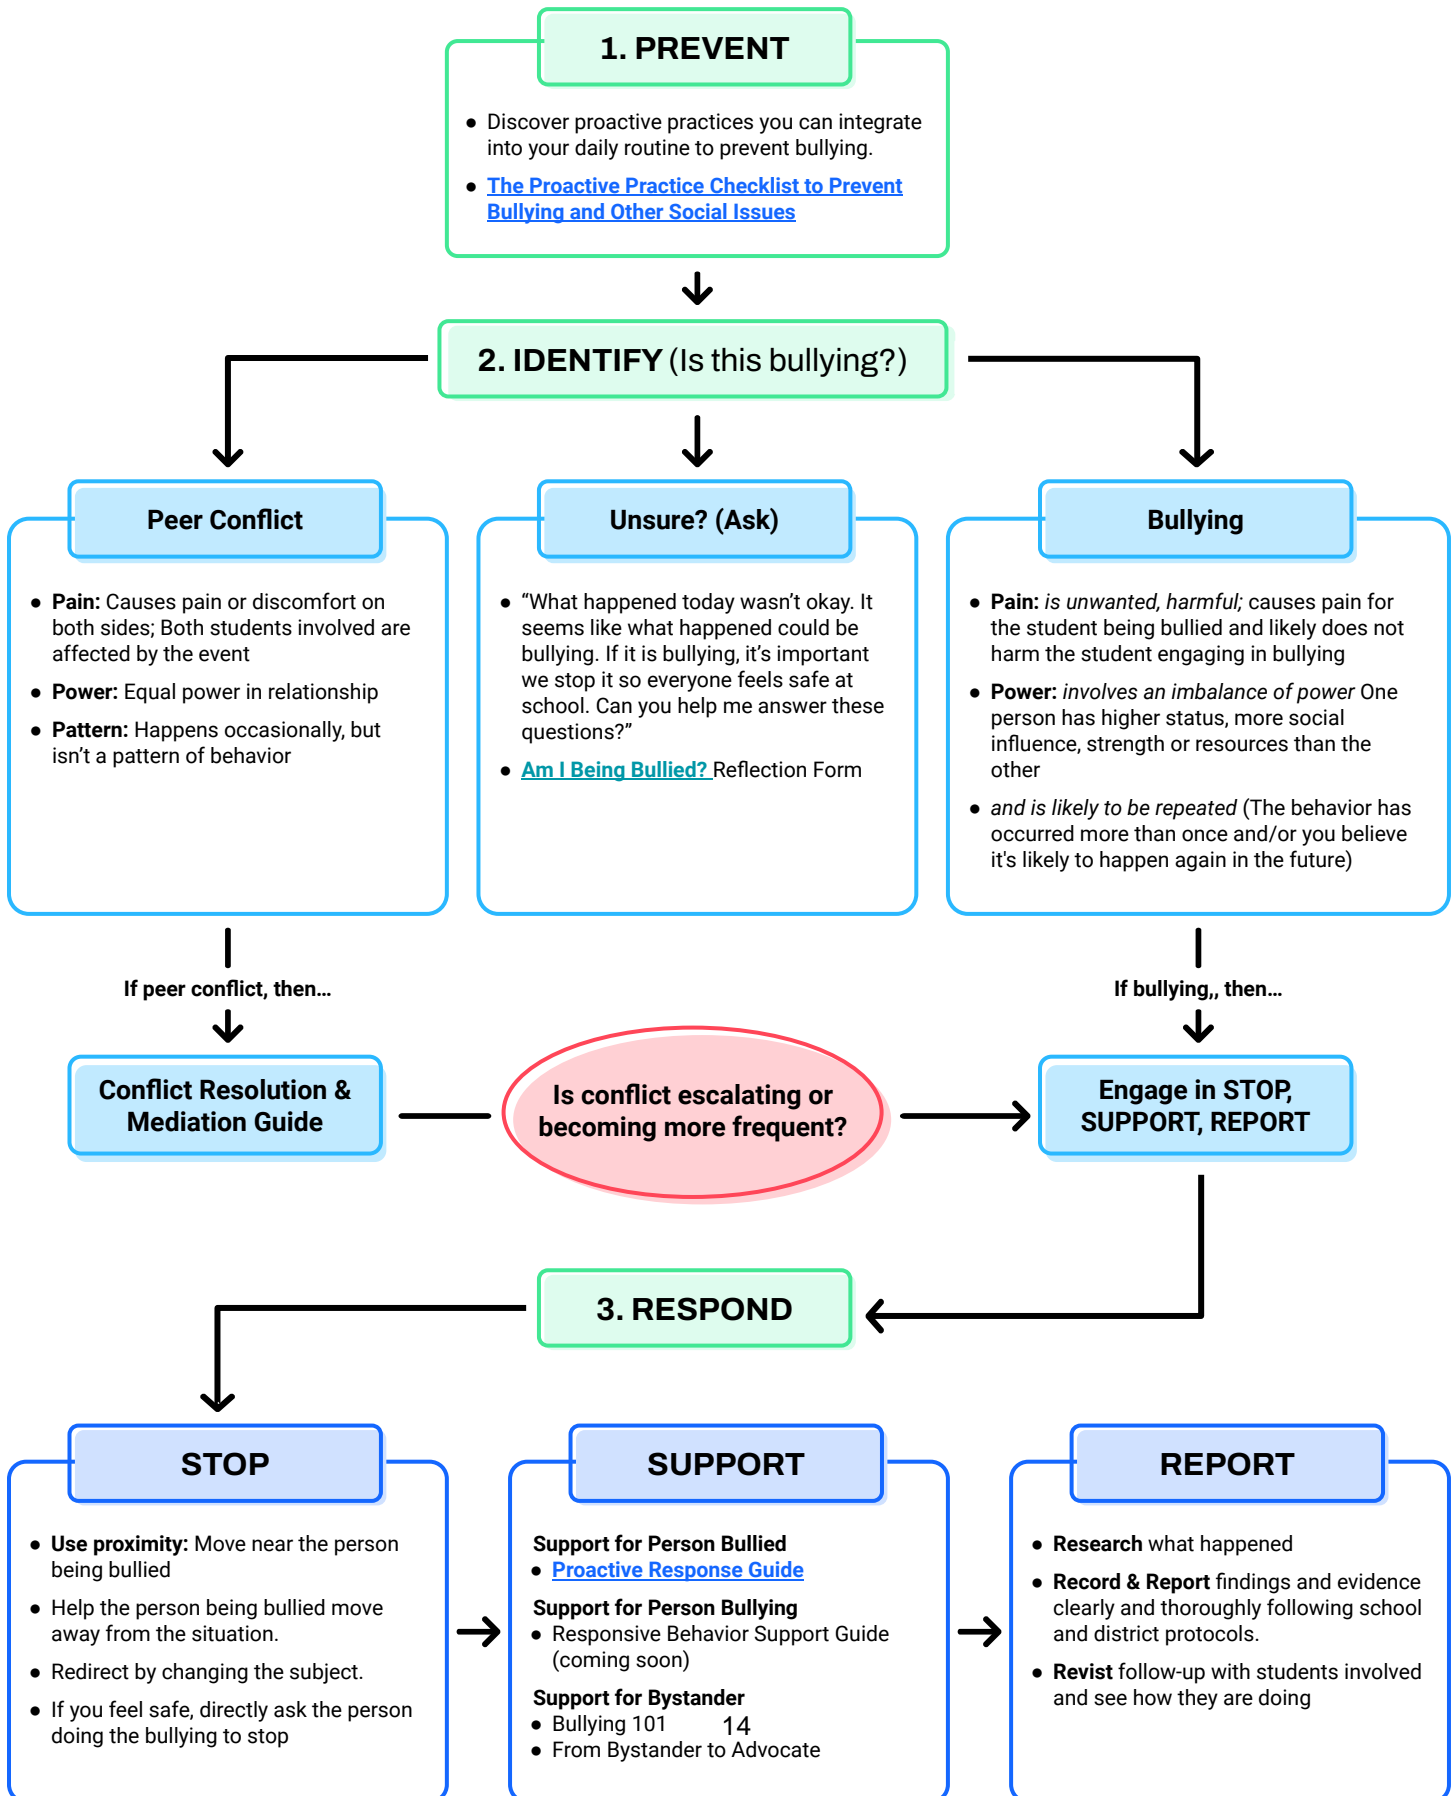 1. PREVENT
● Discover proactive practices you can integrate
into your daily routine to prevent bullying.
● The Proactive Practice Checklist to Prevent
Bullying and Other Social Issues
2. IDENTIFY (Is this bullying?)
Peer Conflict
● Pain: Causes pain or discomfort on
both sides; Both students involved are
affected by the event
● Power: Equal power in relationship
● Pattern: Happens occasionally, but
isn’t a pattern of behavior
Unsure? (Ask)
● “What happened today wasn’t okay. It
seems like what happened could be
bullying. If it is bullying, it’s important
we stop it so everyone feels safe at
school. Can you help me answer these
questions?”
● Am I Being Bullied? Reflection Form
Bullying
● Pain: is unwanted, harmful; causes pain for
the student being bullied and likely does not
harm the student engaging in bullying
● Power: involves an imbalance of power One
person has higher status, more social
influence, strength or resources than the
other
● and is likely to be repeated (The behavior has
occurred more than once and/or you believe
it's likely to happen again in the future)
If peer conflict, then…
If bullying,, then…
Conflict Resolution &
Mediation Guide
Is conflict escalating or
becoming more frequent?
Engage in STOP,
SUPPORT, REPORT
3. RESPOND
STOP
● Use proximity: Move near the person
being bullied
● Help the person being bullied move
away from the situation.
● Redirect by changing the subject.
● If you feel safe, directly ask the person
doing the bullying to stop
SUPPORT
Support for Person Bullied
● Proactive Response Guide
Support for Person Bullying
● Responsive Behavior Support Guide
(coming soon)
Support for Bystander
● Bullying 101
14
● From Bystander to Advocate
REPORT
● Research what happened
● Record & Report findings and evidence
clearly and thoroughly following school
and district protocols.
● Revist follow-up with students involved
and see how they are doing